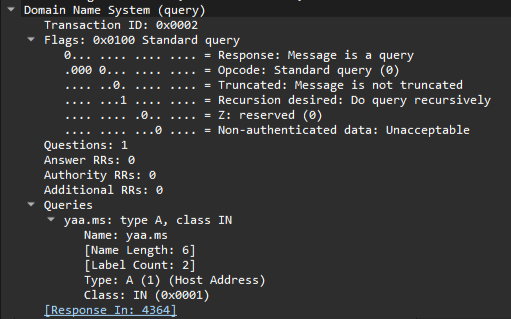 Domain Name System (query)
Transaction ID: 0x0002
Flags: 0x0100 Standard query
0... .... .... .... = Response: Message is a query
.000 0... .... .... = Opcode: Standard query (0)
.... ..0. .... .... = Truncated: Message is not truncated
.... ...1 .... .... = Recursion desired: Do query recursively
.... .... .0.. .... = Z: reserved (0)
.... .... ...0 .... = Non-authenticated data: Unacceptable
Questions: 1
Answer RRs: 0
Authority RRs: 0
Additional RRs: 0
Queries
yaa.ms: type A, class IN
Name: yaa.ms
[Name Length: 6]
[Label Count: 2]
Type: A (1) (Host Address)
Class: IN (0x0001)
[Response In: 4364]